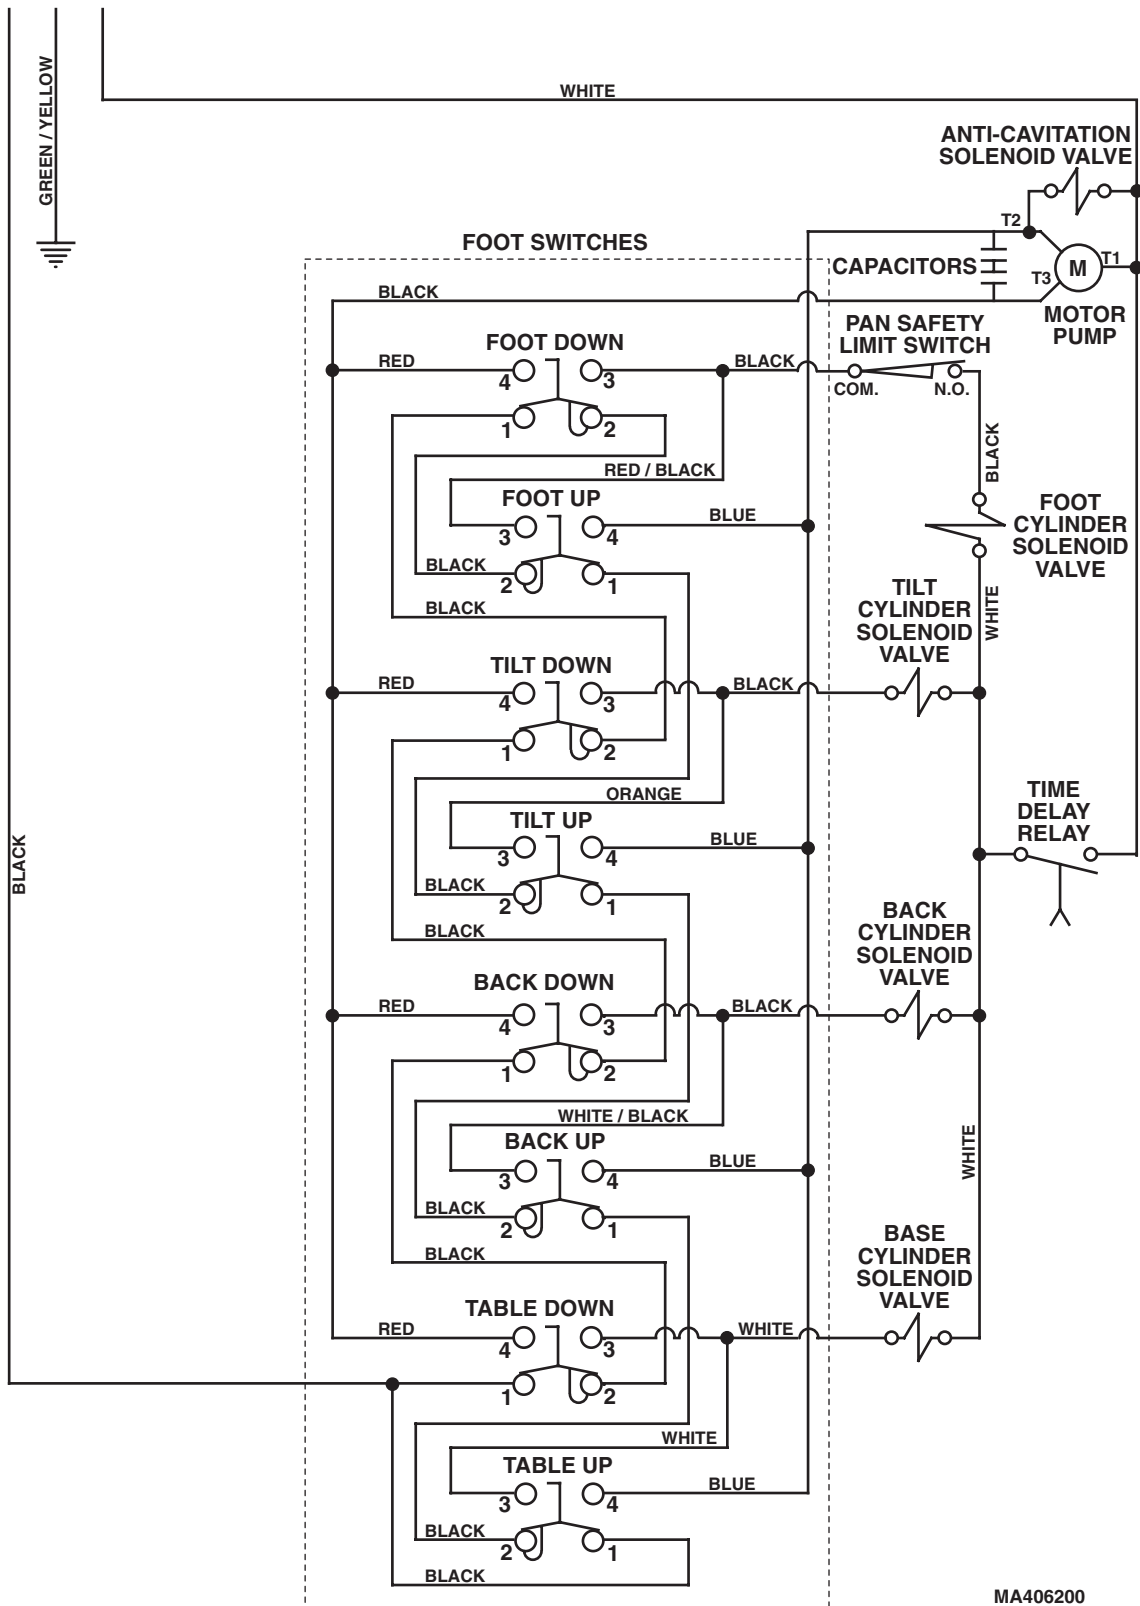 WHITE
GREEN / YELLOW
ANTI-CAVITATION
SOLENOID VALVE
T2
FOOT SWITCHES
CAPACITORS
T1
M
T3
BLACK
MOTOR
PUMP
PAN SAFETY
LIMIT SWITCH
FOOT DOWN
RED
BLACK
4
3
COM.
N.O.
1
2
BLACK
RED / BLACK
FOOT UP
BLUE
FOOT
CYLINDER
SOLENOID
VALVE
3
4
BLACK
2
1
TILT
CYLINDER
SOLENOID
VALVE
WHITE
BLACK
TILT DOWN
RED
BLACK
4
3
1
2
ORANGE
TIME
DELAY
RELAY
TILT UP
BLUE
3
4
BLACK
BLACK
2
1
BACK
CYLINDER
SOLENOID
VALVE
BLACK
BACK DOWN
RED
BLACK
4
3
1
2
WHITE / BLACK
BACK UP
BLUE
WHITE
3
4
BLACK
2
1
BASE
CYLINDER
SOLENOID
VALVE
BLACK
TABLE DOWN
RED
WHITE
4
3
1
2
WHITE
TABLE UP
BLUE
3
4
BLACK
2
1
BLACK
MA406200